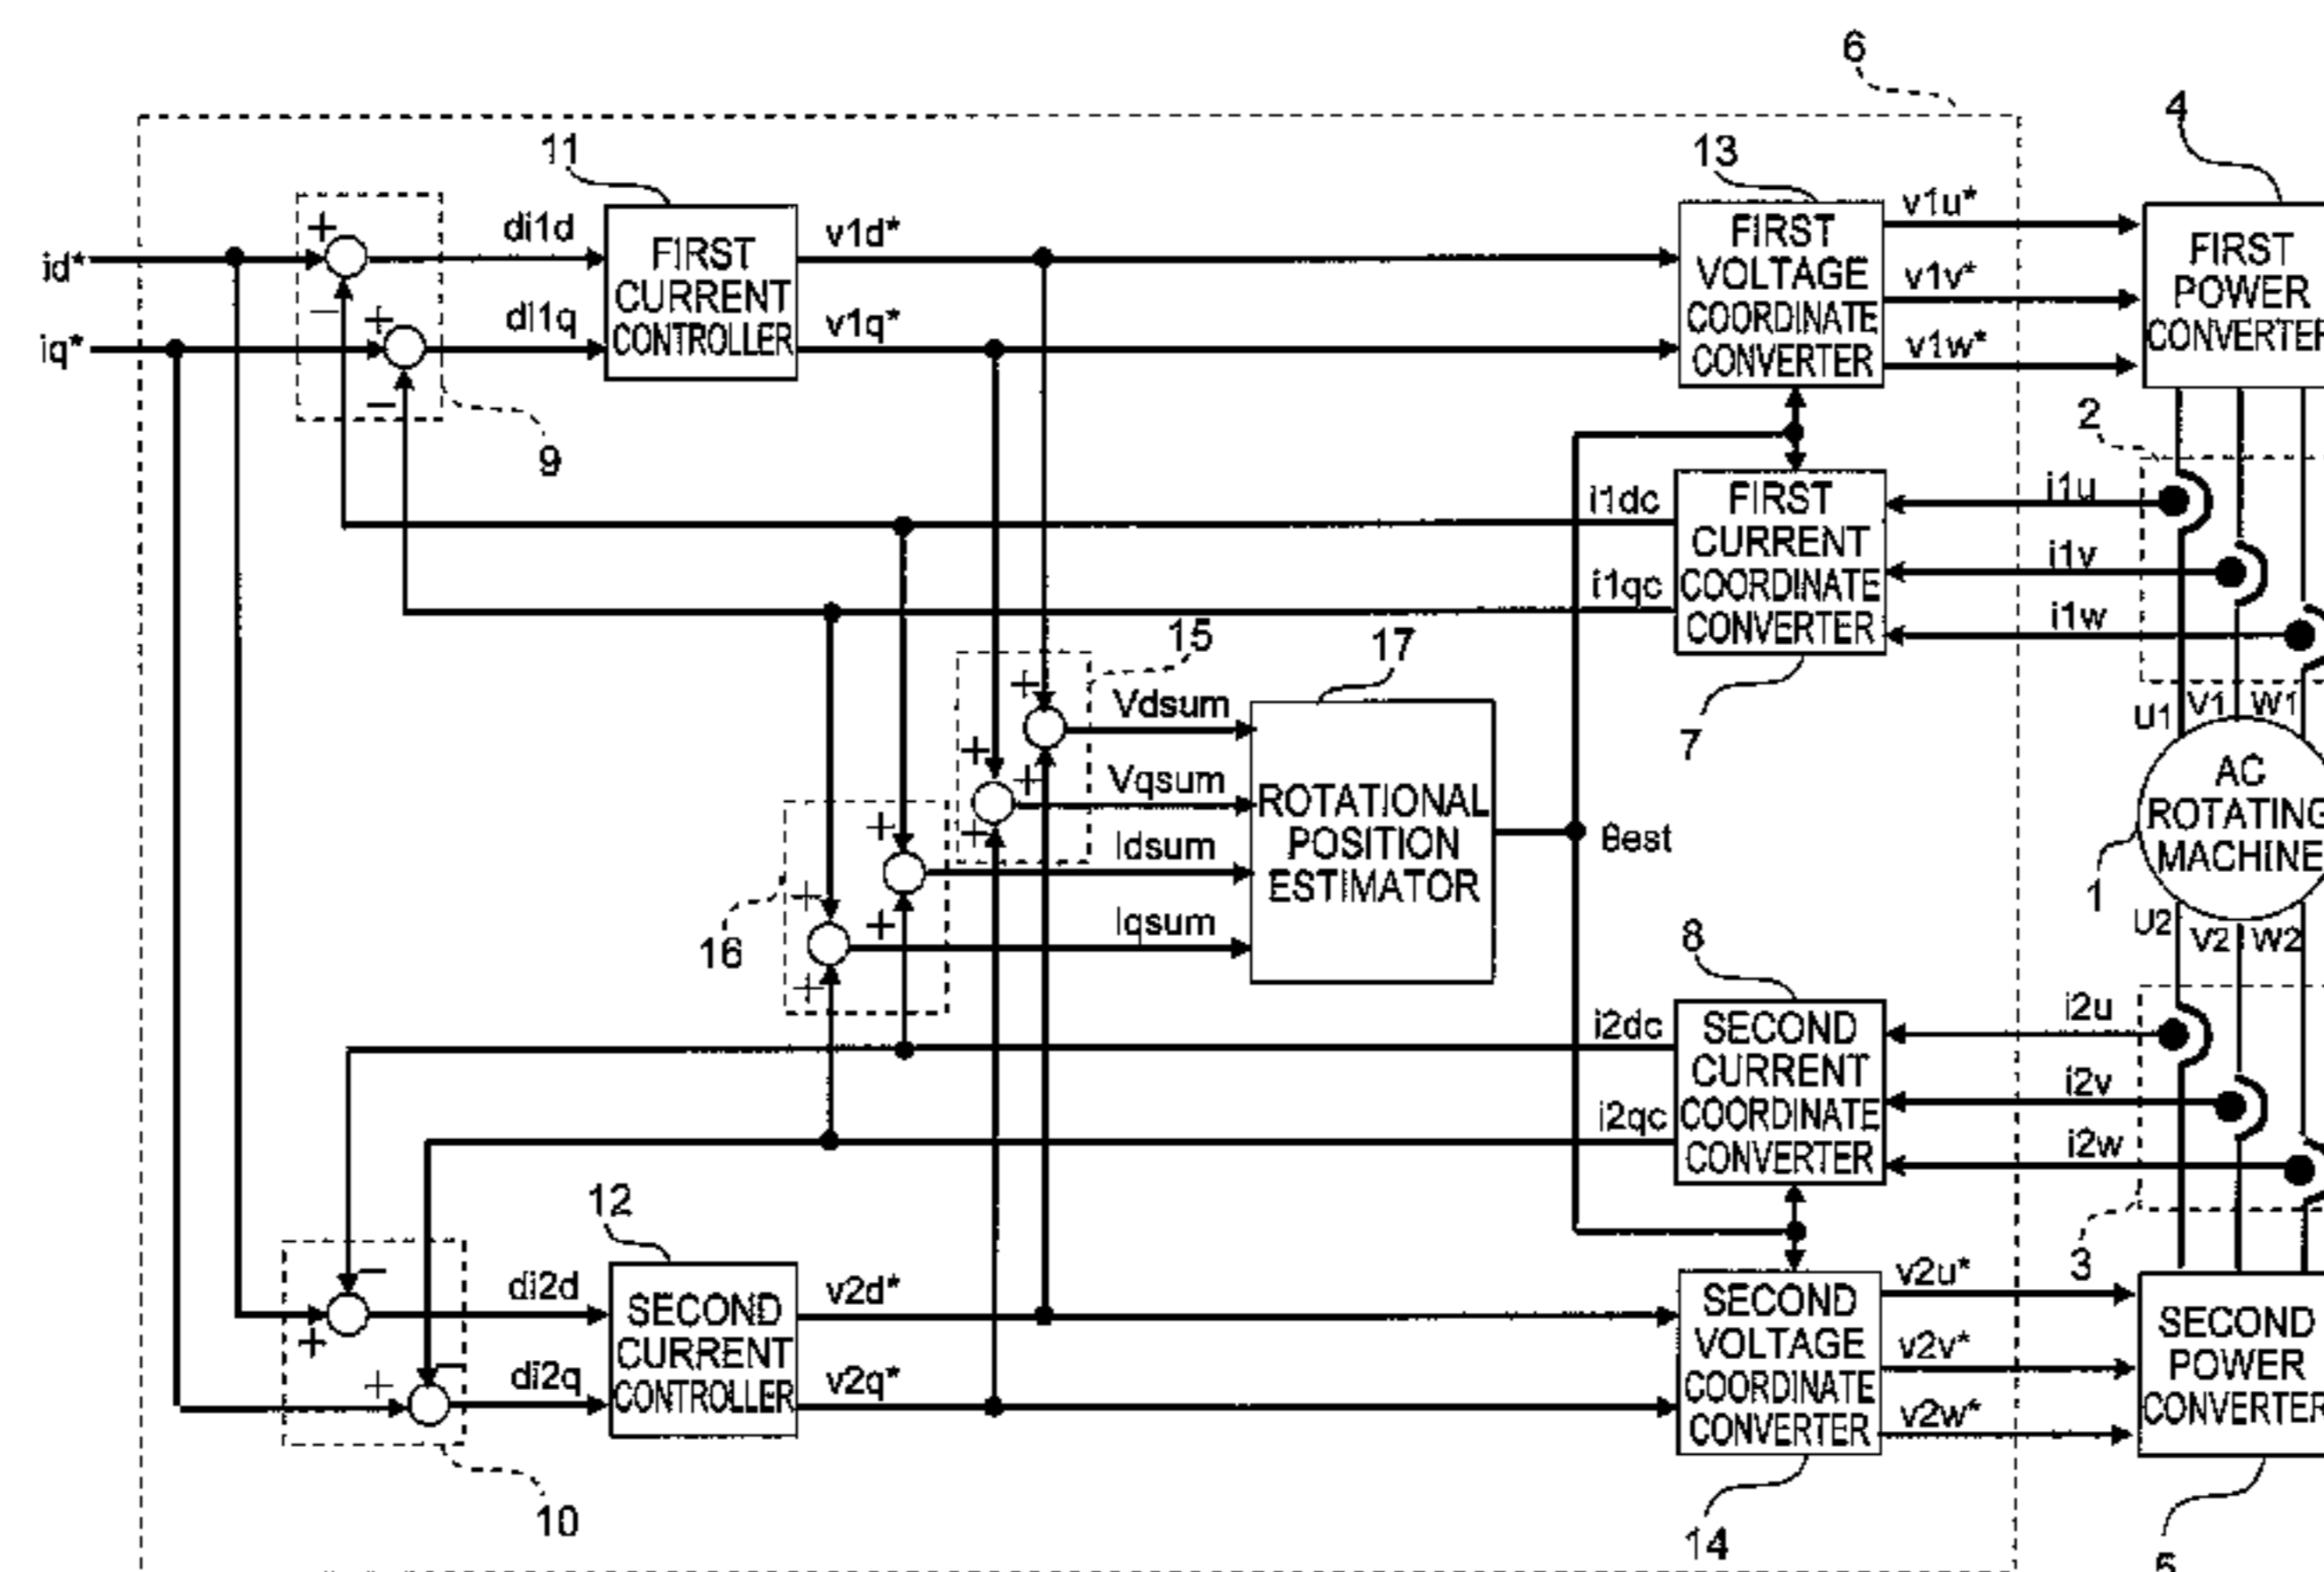 6
4
11
13
id*
+
di1d
FIRST
CURRENT
CONTROLLER
v1d*
FIRST
VOLTAGE
COORDINATE
CONVERTER
v1u*
FIRST
POWER
CONVERTER
−
iq*
+
di1q
v1q*
v1v*
v1w*
−
9
2
i1dc
FIRST
CURRENT
COORDINATE
CONVERTER
i1u
i1qc
i1v
i1w
15
17
7
+
Vdsum
U1
V1
W1
+
+
Vqsum
ROTATIONAL
POSITION
ESTIMATOR
θest
AC
ROTATING
MACHINE
1
+
+
Idsum
+
+
Iqsum
16
+
U2
V2
W2
8
i2dc
SECOND
CURRENT
COORDINATE
CONVERTER
i2u
i2v
i2qc
i2w
12
3
−
di2d
SECOND
CURRENT
CONTROLLER
v2d*
SECOND
VOLTAGE
COORDINATE
CONVERTER
v2u*
SECOND
POWER
CONVERTER
+
−
+
di2q
v2q*
v2v*
v2w*
10
14
5